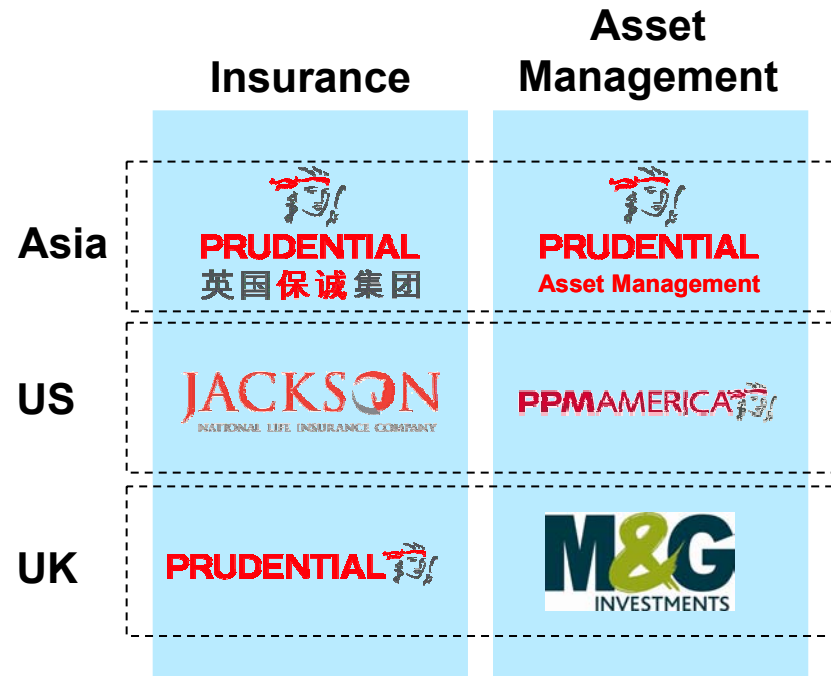 Insurance
Asset
Management
Asia
PRUDENTIAL
英国保诚集团
PRUDENTIAL
Asset Management
US
JACKSON
NATIONAL LIFE INSURANCE COMPANY
PPMAMERICA
UK
PRUDENTIAL
M&G
INVESTMENTS